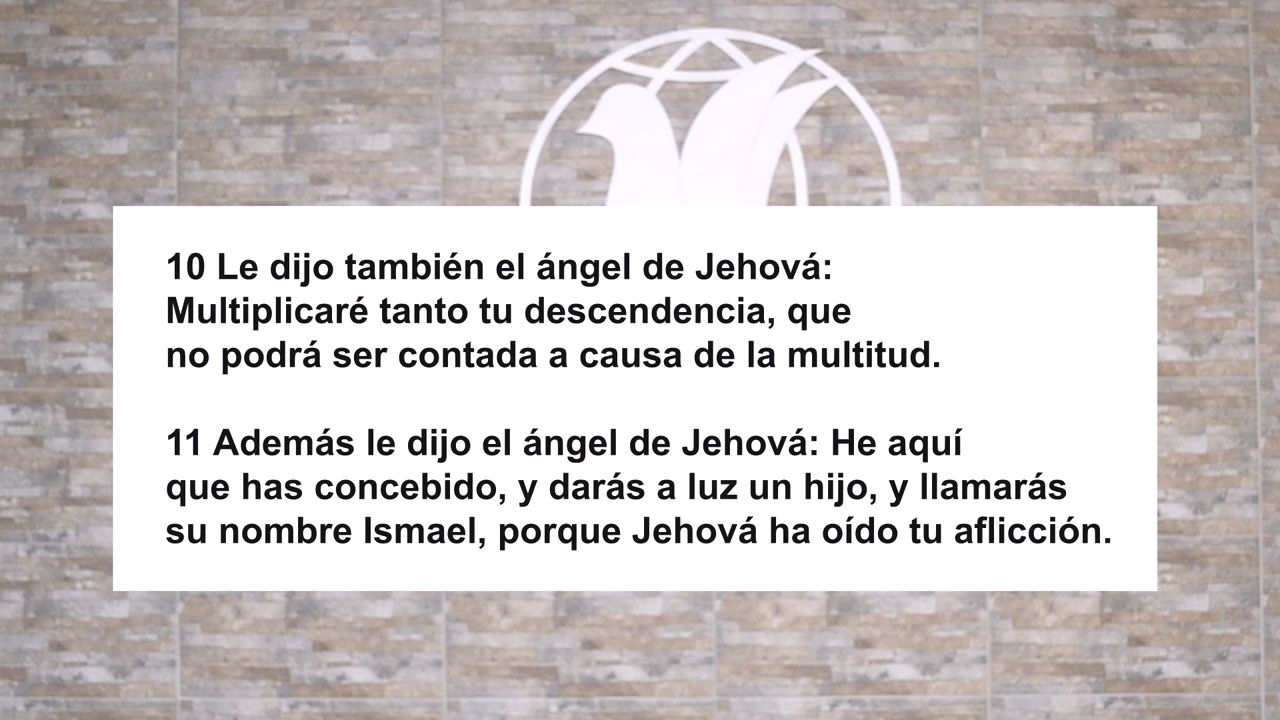 10 Le dijo también el ángel de Jehová:
Multiplicaré tanto tu descendencia, que
no podrá ser contada a causa de la multitud.
11 Además le dijo el ángel de Jehová: He aquí
que has concebido, y darás a luz un hijo, y llamarás
su nombre Ismael, porque Jehová ha oído tu aflicción.